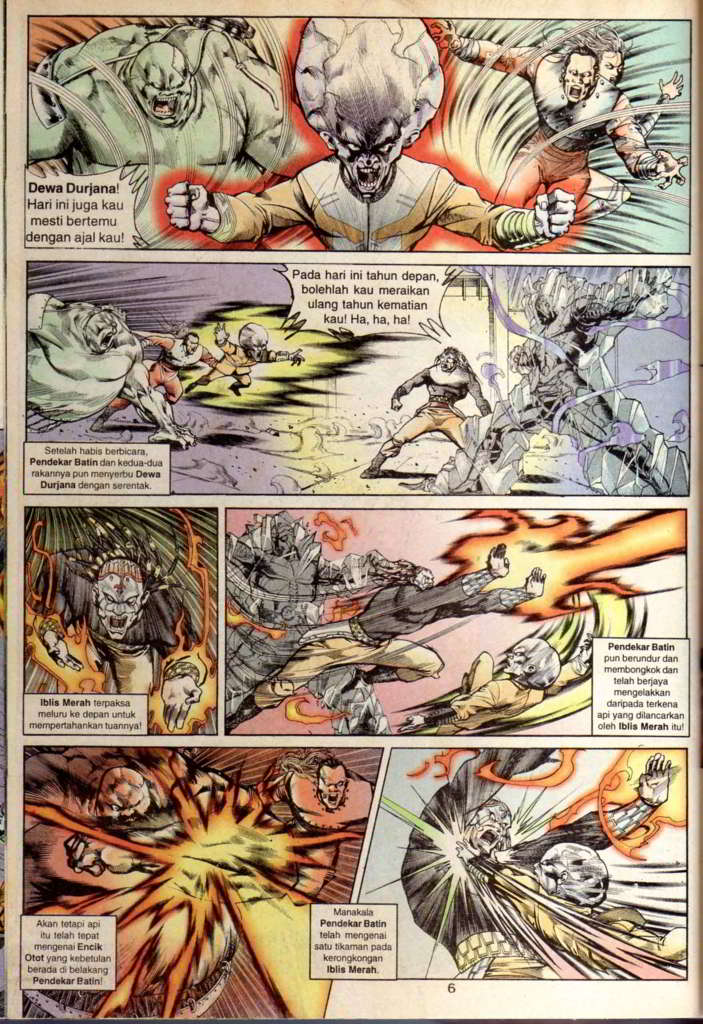 Dewa Durjana!
Hari ini juga kau
mesti bertemu
dengan ajal kau!
Pada hari ini tahun depan,
bolehlah kau meraikan
ulang tahun kematian
kau! Ha, ha, ha!
Setelah habis berbicara,
Pendekar Batin dan kedua-dua
rakannya pun menyerbu Dewa
Durjana dengan serentak.
Iblis Merah terpaksa
meluru ke depan untuk
mempertahankan tuannya!
Pendekar Batin
pun berundur dan
membongkok dan
telah berjaya
mengelakkan
daripada terkena
api yang dilancarkan
oleh Iblis Merah itu!
Akan tetapi api
itu telah tepat
mengenai Encik
Otot yang kebetulan
berada di belakang
Pendekar Batin!
Manakala
Pendekar Batin
telah mengenai
satu tikaman pada
kerongkongan
Iblis Merah.
6